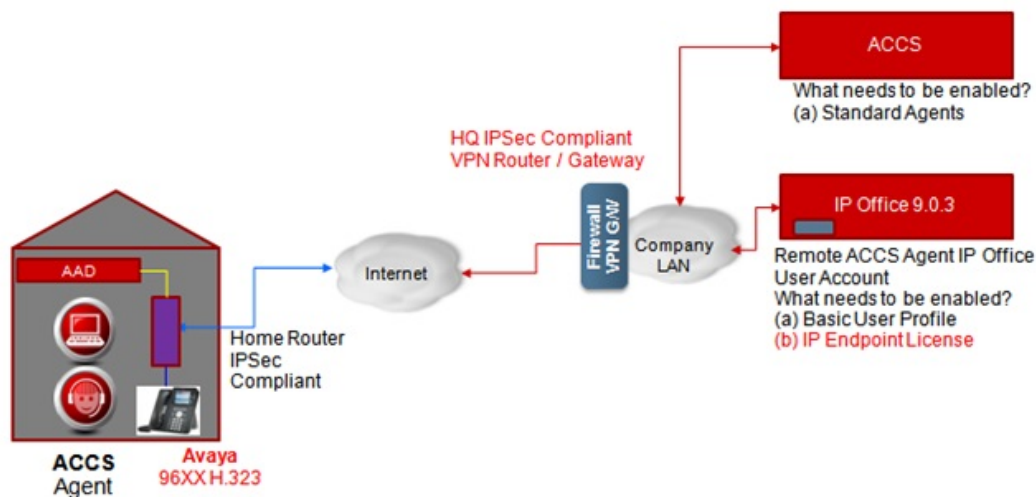 ACCS
What needs to be enabled?
(a) Standard Agents
HQ IPSec Compliant
VPN Router / Gateway
Firewall
VPN G/W
Company
LAN
IP Office 9.0.3
Remote ACCS Agent IP Office
User Account
What needs to be enabled?
(a) Basic User Profile
(b) IP Endpoint License
Internet
AAD
Home Router
IPSec
Compliant
ACCS
Agent
Avaya
96XX H.323